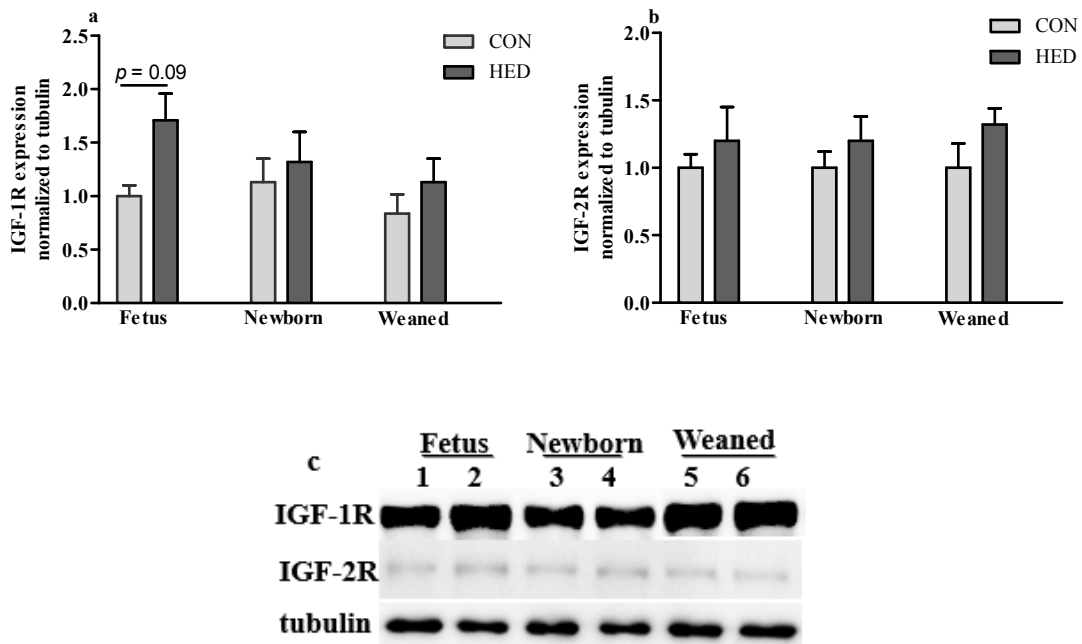 a
2.5
2.0
1.5
1.0
0.5
0.0
IGF-1R expression
normalized to tubulin
p = 0.09
CON
HED
Fetus Newborn Weaned
b
2.0
1.5
1.0
0.5
0.0
IGF-2R expression
normalized to tubulin
CON
HED
Fetus Newborn Weaned
c
Fetus Newborn Weaned
1 2 3 4 5 6
IGF-1R
IGF-2R
tubulin